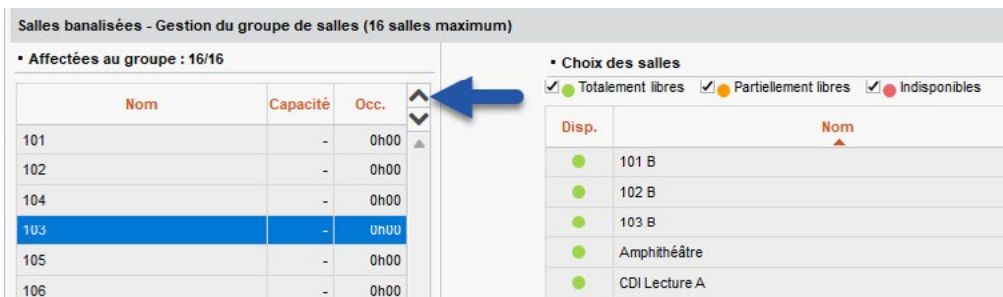 Salles banalisées - Gestion du groupe de salles (16 salles maximum)
▪ Affectées au groupe : 16/16
Nom Capacité Occ.
101 - 0h00
102 - 0h00
104 - 0h00
103 - 0h00
105 - 0h00
106 - 0h00
▪ Choix des salles
Totalement libres Partiellement libres Indisponibles
Disp. Nom
101 B
102 B
103 B
Amphithéâtre
CDI Lecture A